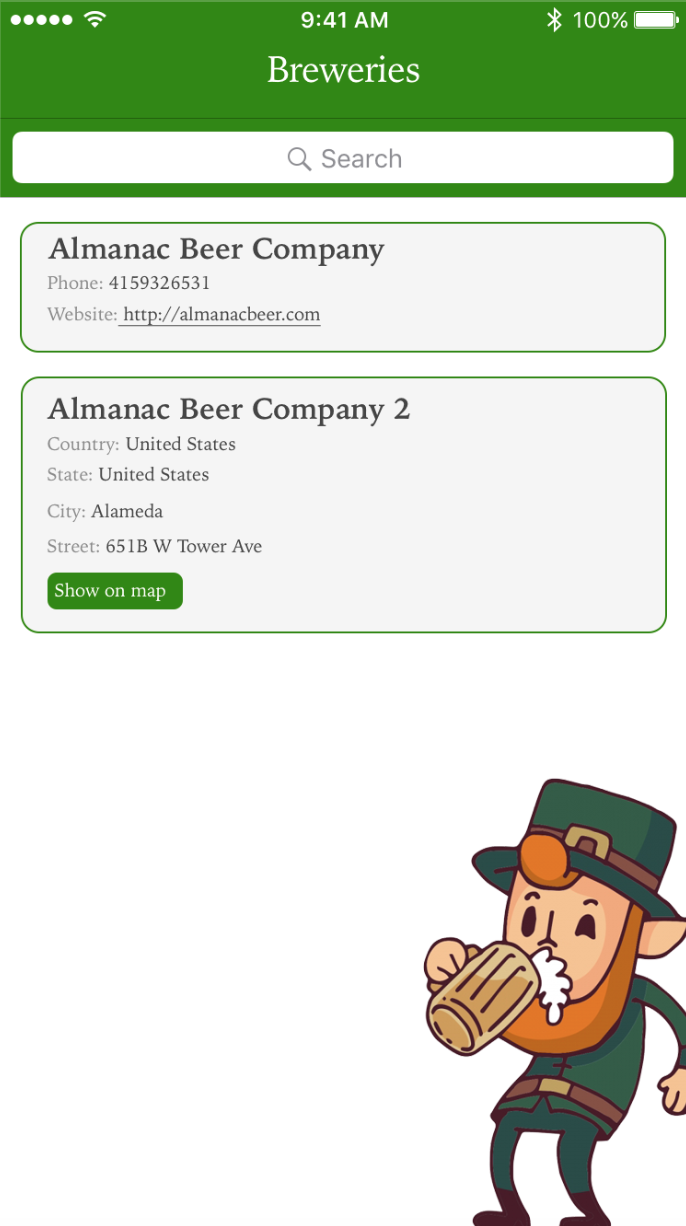 9:41 AM 100%
Breweries
Search
Almanac Beer Company
Phone: 4159326531
Website: http://almanacbeer.com
Almanac Beer Company 2
Country: United States
State: United States
City: Alameda
Street: 651B W Tower Ave
Show on map